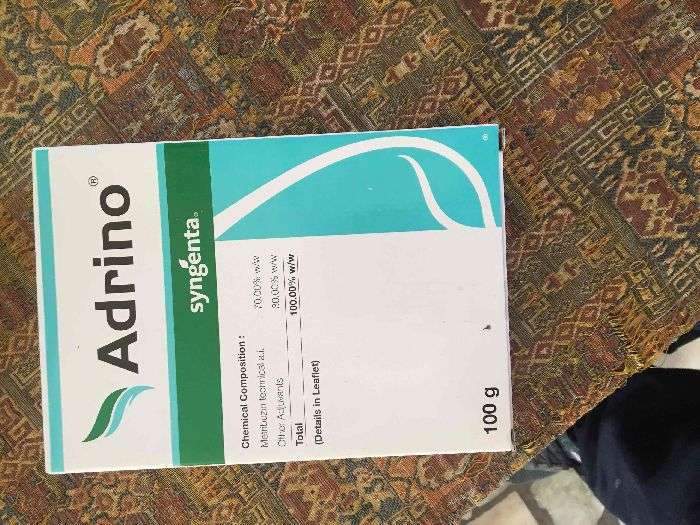 Adrino®
syngenta®
Chemical Composition :
Metribuzin technical a.i. 70.00% w/w
Other Adjuvants 30.00% w/w
Total 100.00% w/w
(Details in Leaflet)
100 g